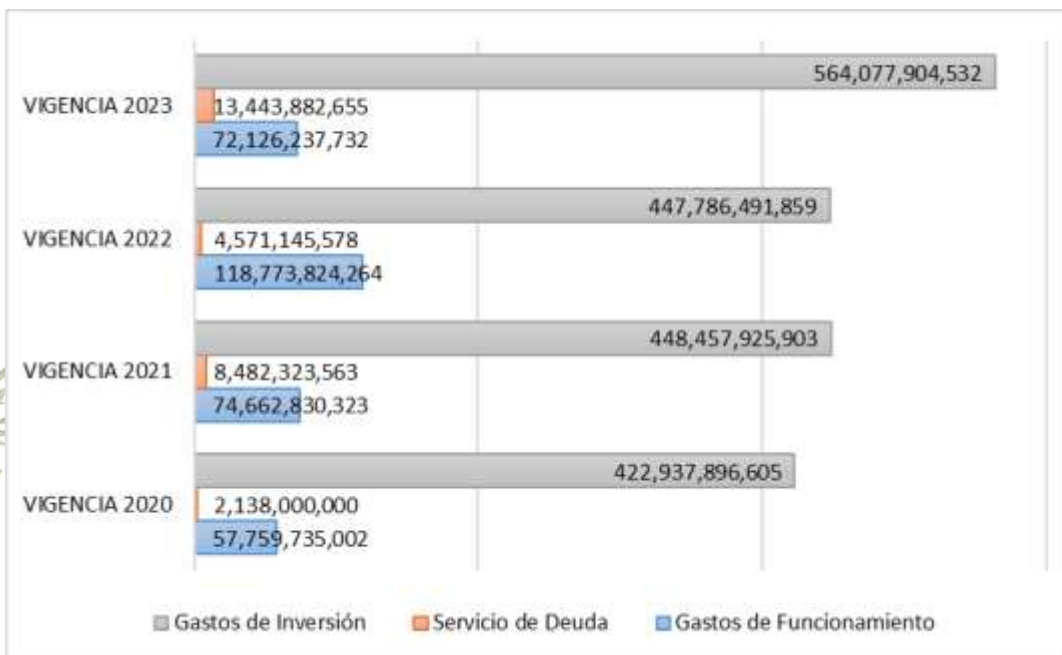 564,077,904,532
VIGENCIA 2023
13,443,882,655
72,126,237,732
447,786,491,859
VIGENCIA 2022
4,571,145,578
118,773,824,264
448,457,925,903
VIGENCIA 2021
8,482,323,563
74,662,830,323
422,937,896,605
VIGENCIA 2020
2,138,000,000
57,759,735,002
Gastos de Inversión Servicio de Deuda Gastos de Funcionamiento